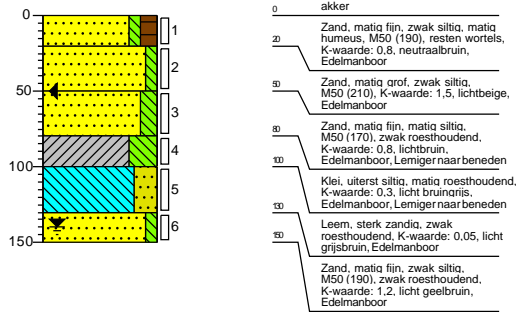 0
50
100
150
1
2
3
4
5
6
0
akker
20
Zand, matig fijn, zwak siltig, matig
humeus, M50 (190), resten wortels,
K-waarde: 0,8, neutraalbruin,
Edelmanboor
50
Zand, matig grof, zwak siltig,
M50 (210), K-waarde: 1,5, lichtbeige,
Edelmanboor
80
Zand, matig fijn, matig siltig,
M50 (170), zwak roesthoudend,
K-waarde: 0,8, lichtbruin,
Edelmanboor, Lemiger naar beneden
100
Klei, uiterst siltig, matig roesthoudend,
K-waarde: 0,3, licht bruingrijs,
Edelmanboor, Lemiger naar beneden
130
Leem, sterk zandig, zwak
roesthoudend, K-waarde: 0,05, licht
grijsbruin, Edelmanboor
150
Zand, matig fijn, zwak siltig,
M50 (190), zwak roesthoudend,
K-waarde: 1,2, licht geelbruin,
Edelmanboor